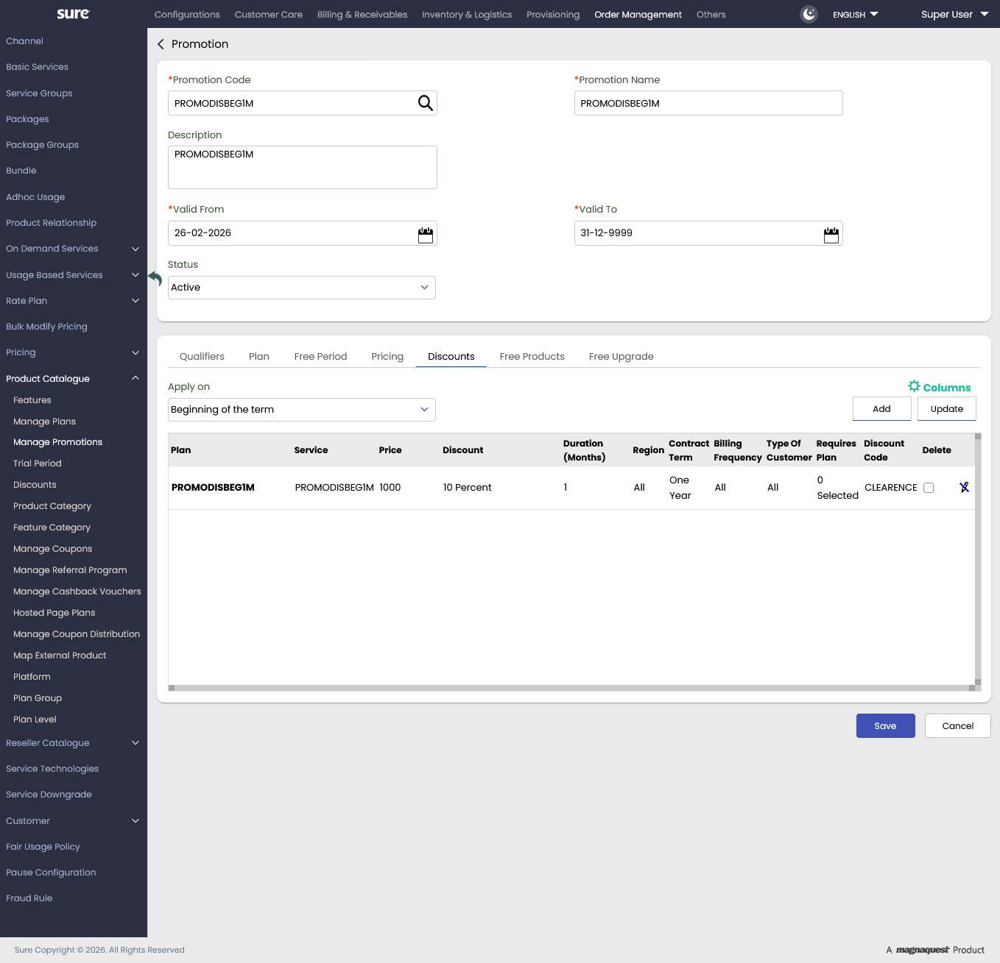 sure
Configurations Customer Care Billing & Receivables Inventory & Logistics Provisioning Order Management Others ENGLISH Super User
Channel
Basic Services
Service Groups
Packages
Package Groups
Bundle
Adhoc Usage
Product Relationship
On Demand Services
Usage Based Services
Rate Plan
Bulk Modify Pricing
Pricing
Product Catalogue
Features
Manage Plans
Manage Promotions
Trial Period
Discounts
Product Category
Feature Category
Manage Coupons
Manage Referral Program
Manage Cashback Vouchers
Hosted Page Plans
Manage Coupon Distribution
Map External Product
Platform
Plan Group
Plan Level
Reseller Catalogue
Service Technologies
Service Downgrade
Customer
Fair Usage Policy
Pause Configuration
Fraud Rule
Promotion
*Promotion Code *Promotion Name
PROMODISBEG1M PROMODISBEG1M
Description
PROMODISBEG1M
*Valid From *Valid To
26-02-2026 31-12-9999
Status
Active
Qualifiers Plan Free Period Pricing Discounts Free Products Free Upgrade
Apply on Columns
Beginning of the term Add Update
Plan Service Price Discount Duration (Months) Region Contract Term Billing Frequency Type Of Customer Requires Plan Discount Code Delete
PROMODISBEG1M PROMODISBEG1M 1000 10 Percent 1 All One Year All All 0 Selected CLEARENCE
Save Cancel
Sure Copyright © 2026. All Rights Reserved A magnaquest Product